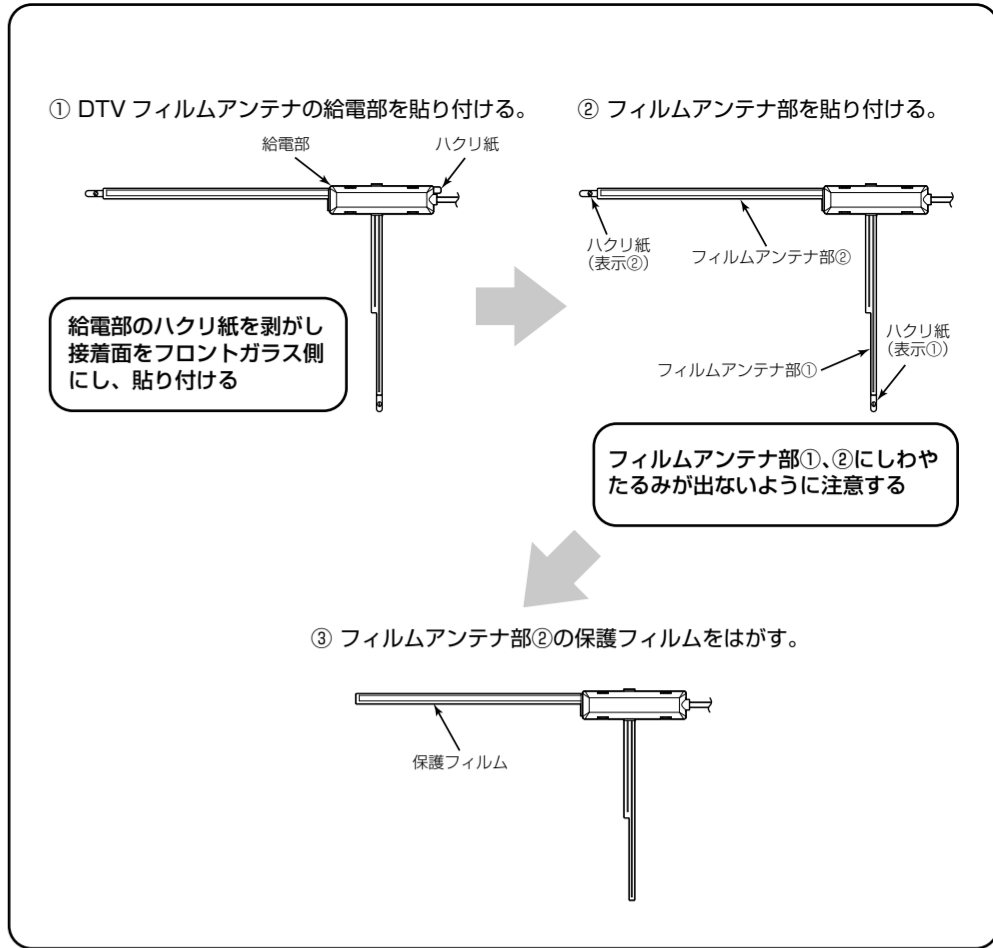 ① DTV フィルムアンテナの給電部を貼り付ける。
給電部
ハクリ紙
給電部のハクリ紙を剥がし
接着面をフロントガラス側
にし、貼り付ける
② フィルムアンテナ部を貼り付ける。
ハクリ紙
（表示②）
フィルムアンテナ部②
ハクリ紙
（表示①）
フィルムアンテナ部①
フィルムアンテナ部①、②にしわや
たるみが出ないように注意する
③ フィルムアンテナ部②の保護フィルムをはがす。
保護フィルム